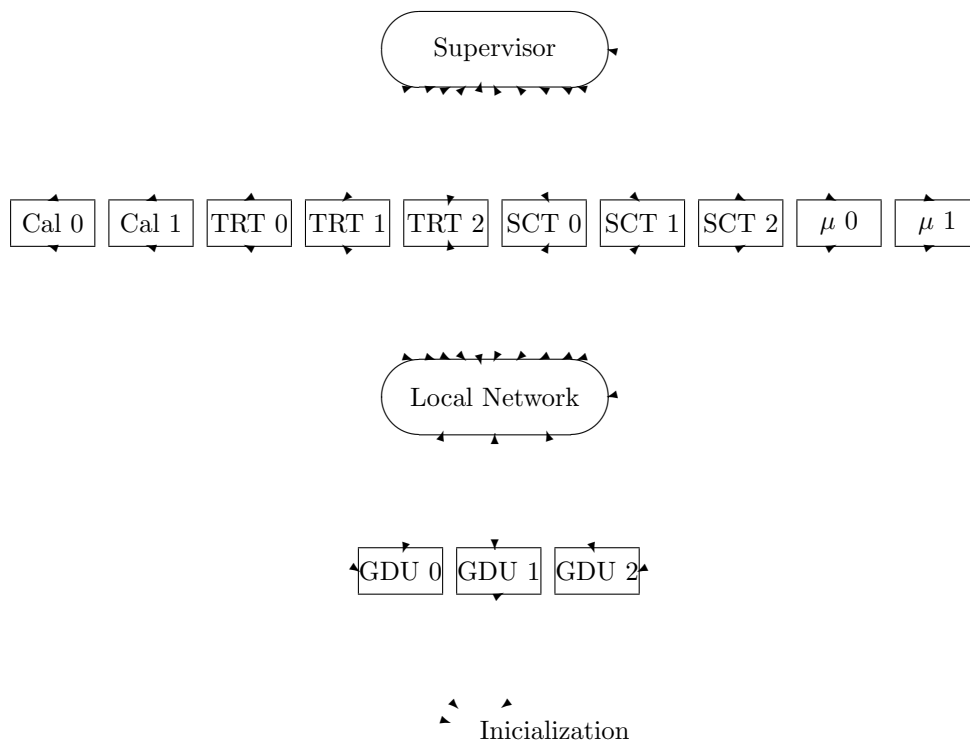 Supervisor
Cal 0 Cal 1 TRT 0 TRT 1 TRT 2 SCT 0 SCT 1 SCT 2 μ 0 μ 1
Local Network
GDU 0 GDU 1 GDU 2
Inicialization